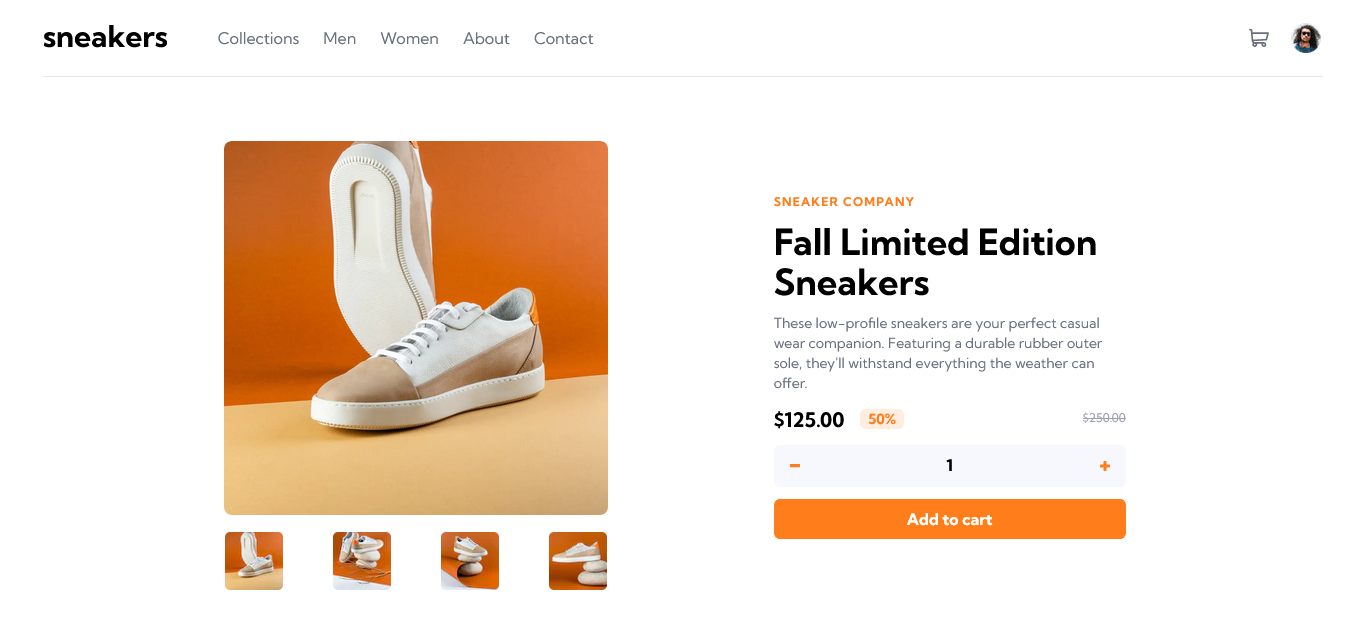 sneakers
Collections Men Women About Contact
SNEAKER COMPANY
Fall Limited Edition
Sneakers
These low-profile sneakers are your perfect casual
wear companion. Featuring a durable rubber outer
sole, they'll withstand everything the weather can
offer.
$125.00 50% $250.00
− 1 +
Add to cart